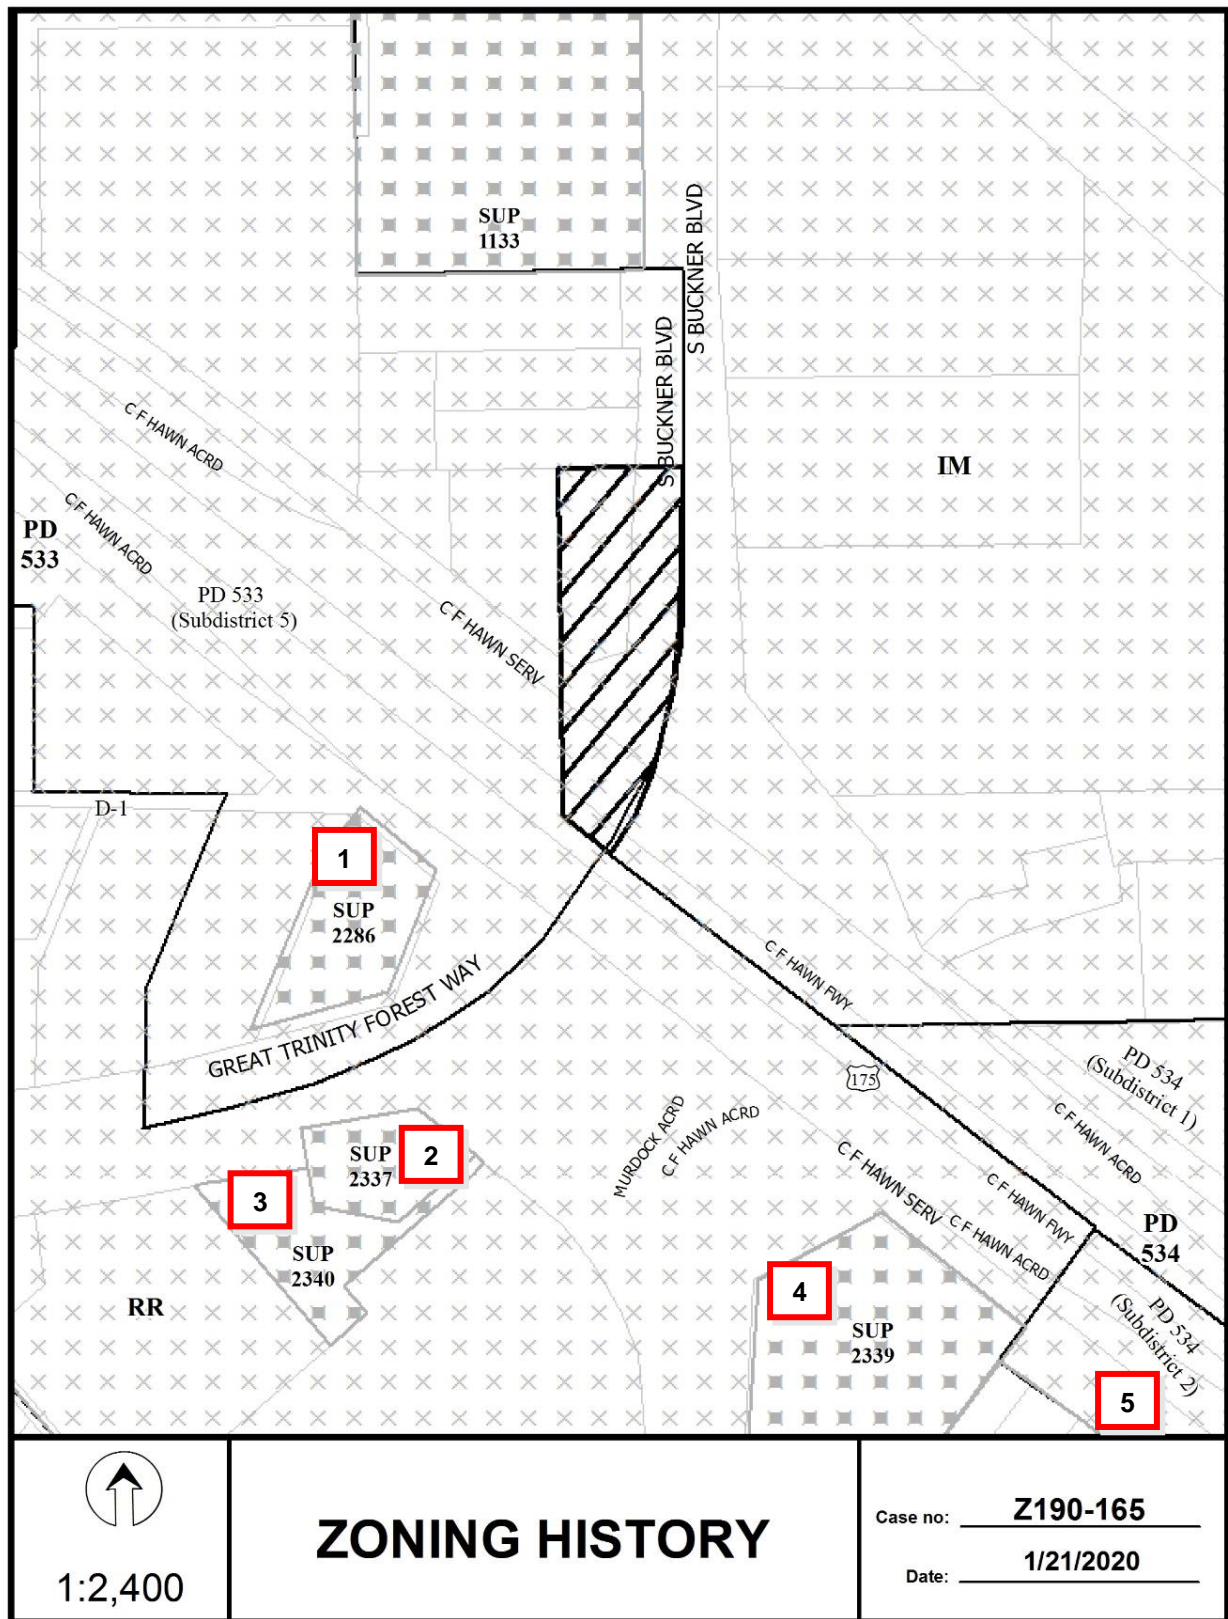 SUP
1133
S BUCKNER BLVD
S BUCKNER BLVD
C F HAWN ACRD
IM
C F HAWN ACRD
PD
533
PD 533
(Subdistrict 5)
C F HAWN SERV
D-1
1
SUP
2286
GREAT TRINITY FOREST WAY
C F HAWN FWY
175
PD 534
(Subdistrict 1)
C F HAWN ACRD
MURDOCK ACRD
C F HAWN ACRD
2
SUP
2337
3
SUP
2340
C F HAWN SERV
C F HAWN FWY
C F HAWN ACRD
PD
534
RR
4
SUP
2339
PD 534
(Subdistrict 2)
5
1:2,400
ZONING HISTORY
Case no: Z190-165
Date: 1/21/2020